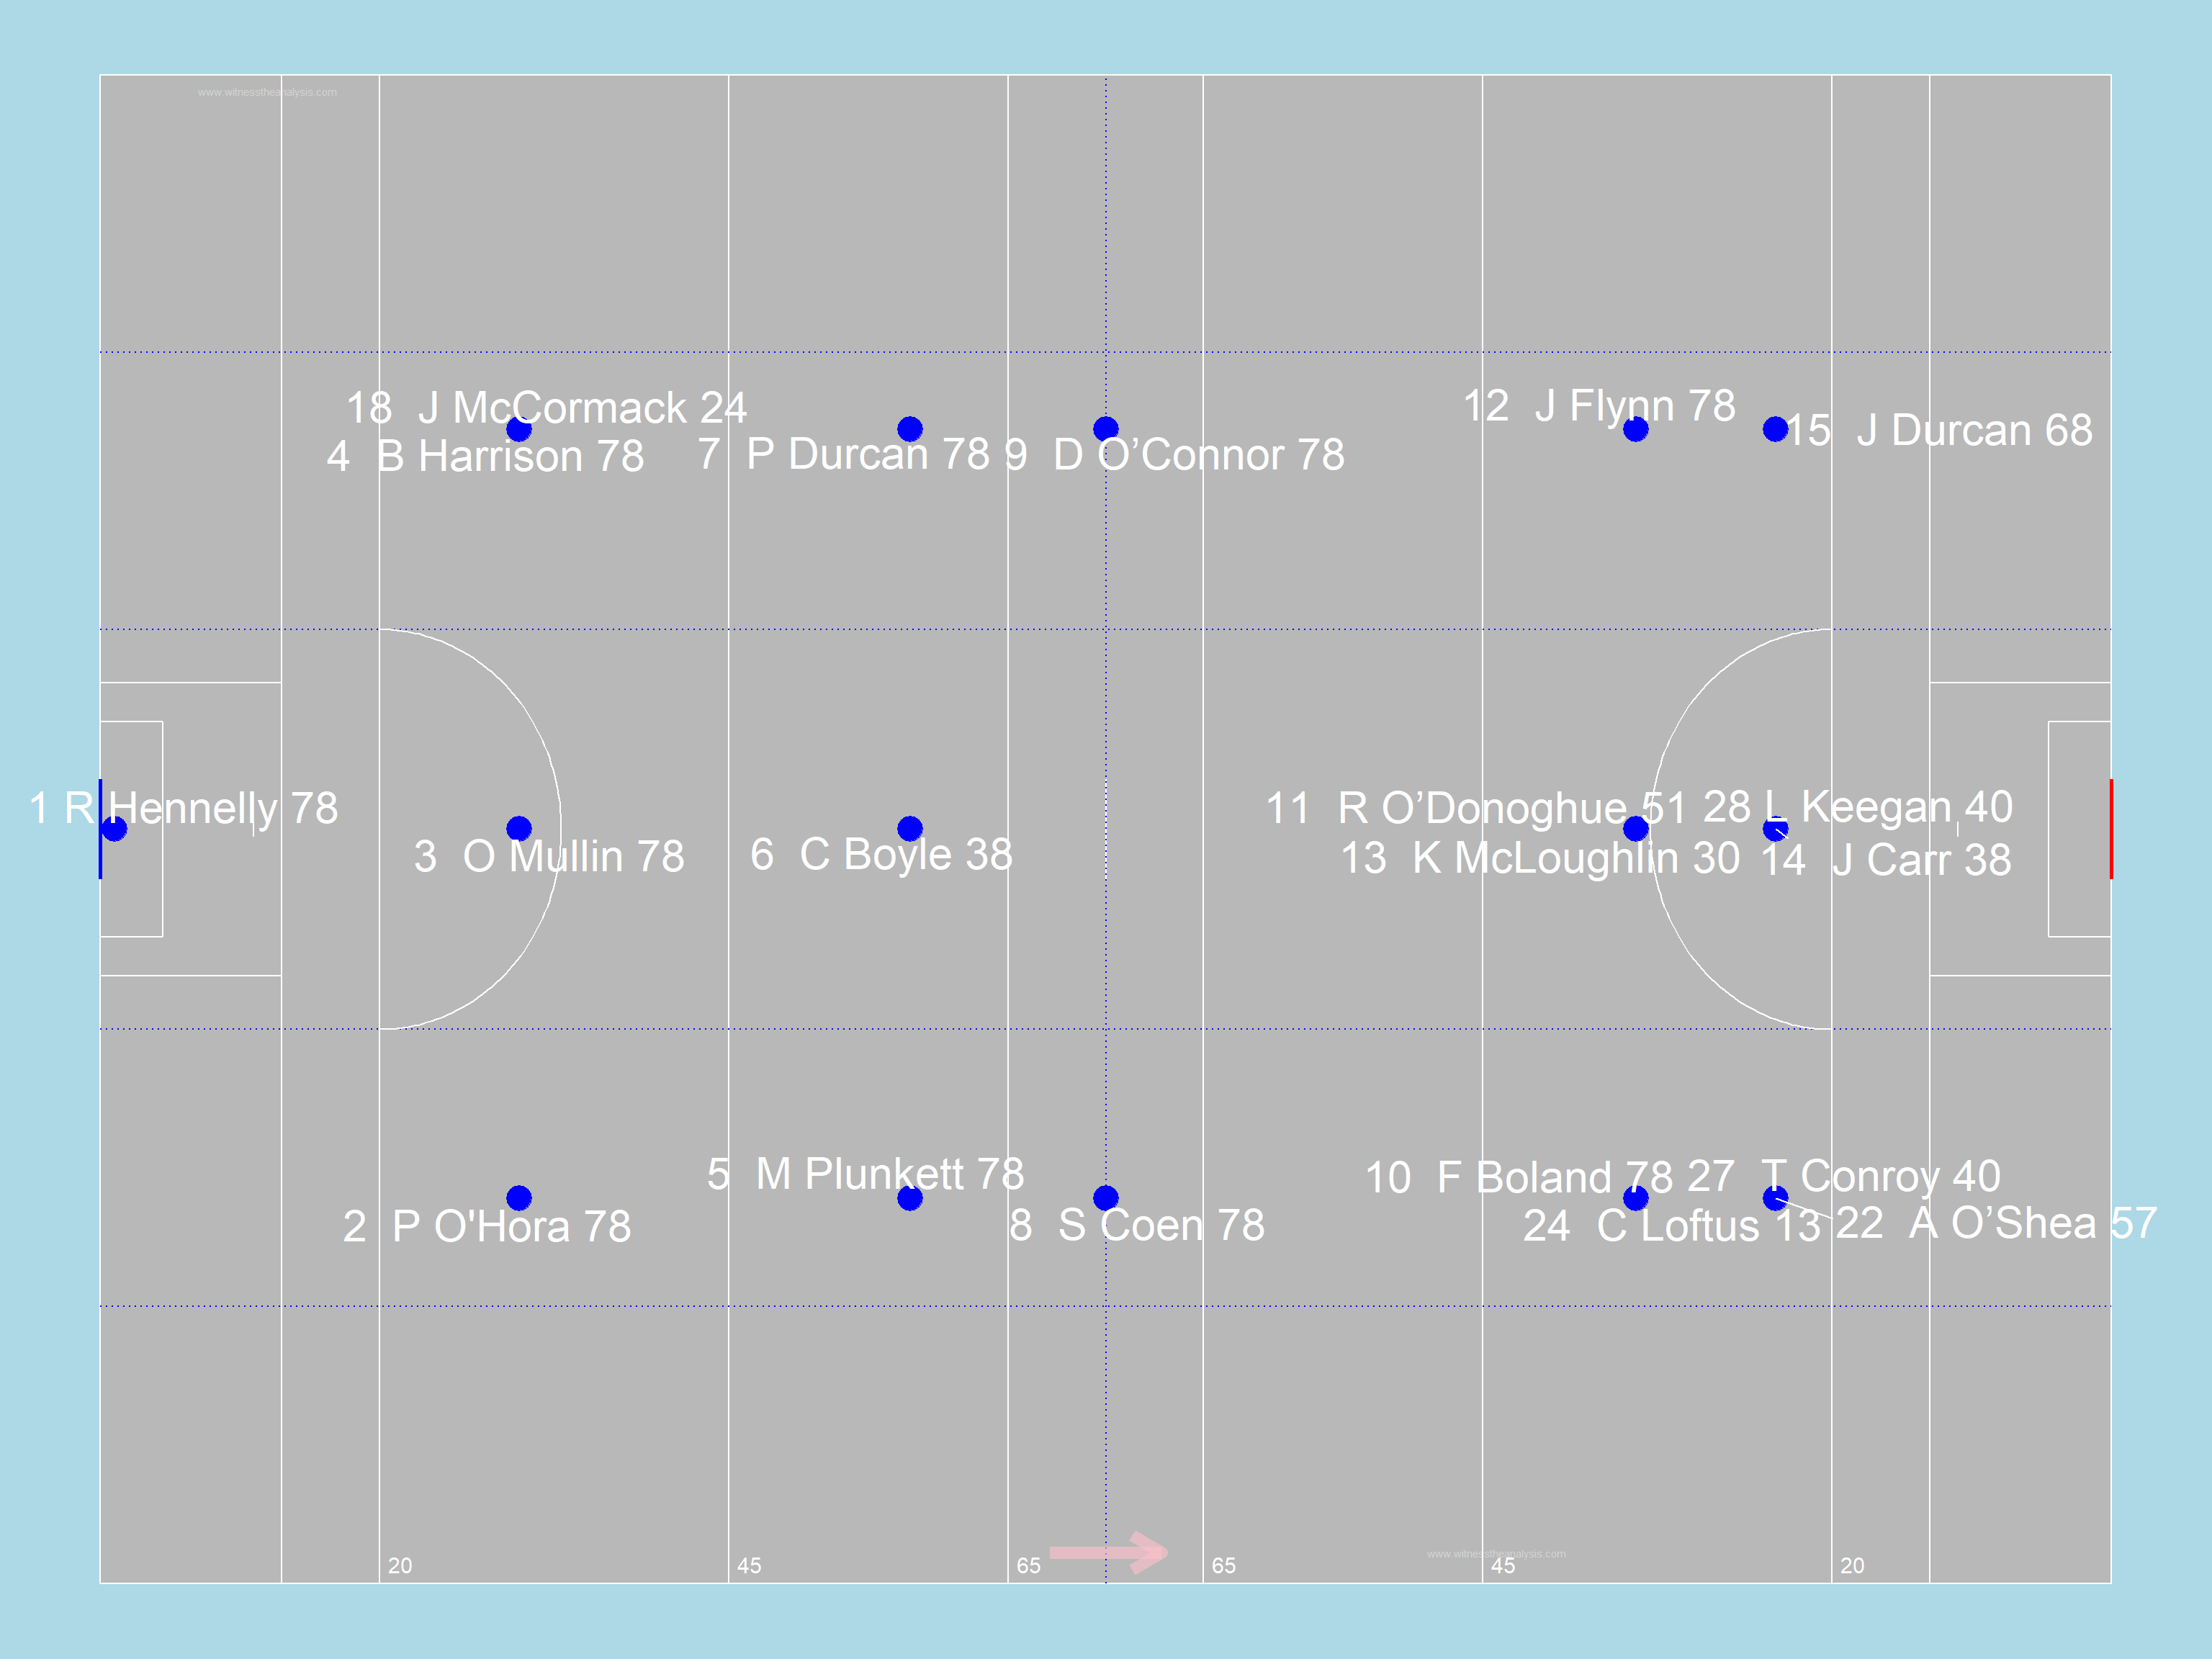 www.witnesstheanalysis.com
18 J McCormack 24
4 B Harrison 78
7 P Durcan 78
9 D O’Connor 78
12 J Flynn 78
15 J Durcan 68
1 R Hennelly 78
3 O Mullin 78
6 C Boyle 38
11 R O’Donoghue 51
28 L Keegan 40
13 K McLoughlin 30
14 J Carr 38
5 M Plunkett 78
10 F Boland 78
27 T Conroy 40
2 P O'Hora 78
8 S Coen 78
24 C Loftus 13
22 A O’Shea 57
www.witnesstheanalysis.com
20 45 65 65 45 20